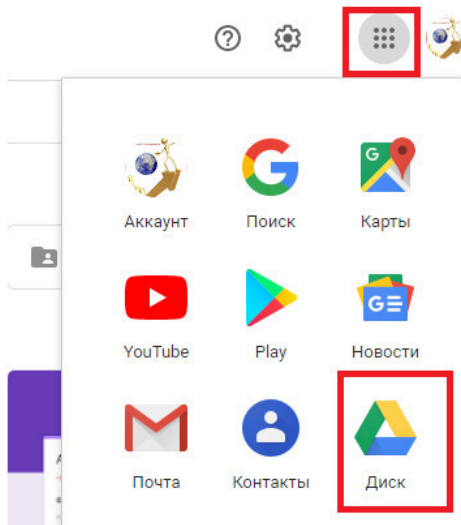 Аккаунт Поиск Карты
YouTube Play Новости
Почта Контакты Диск